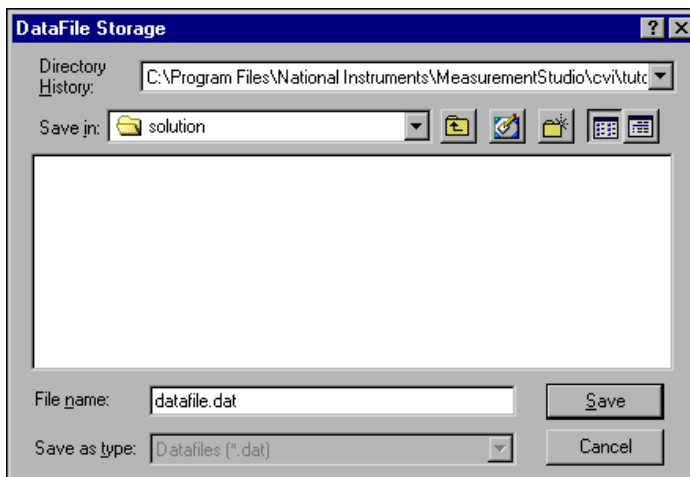 DataFile Storage
Directory History: C:\Program Files\National Instruments\MeasurementStudio\cvi\tutc
Save in: solution
File name: datafile.dat
Save
Save as type: Datafiles (*.dat)
Cancel